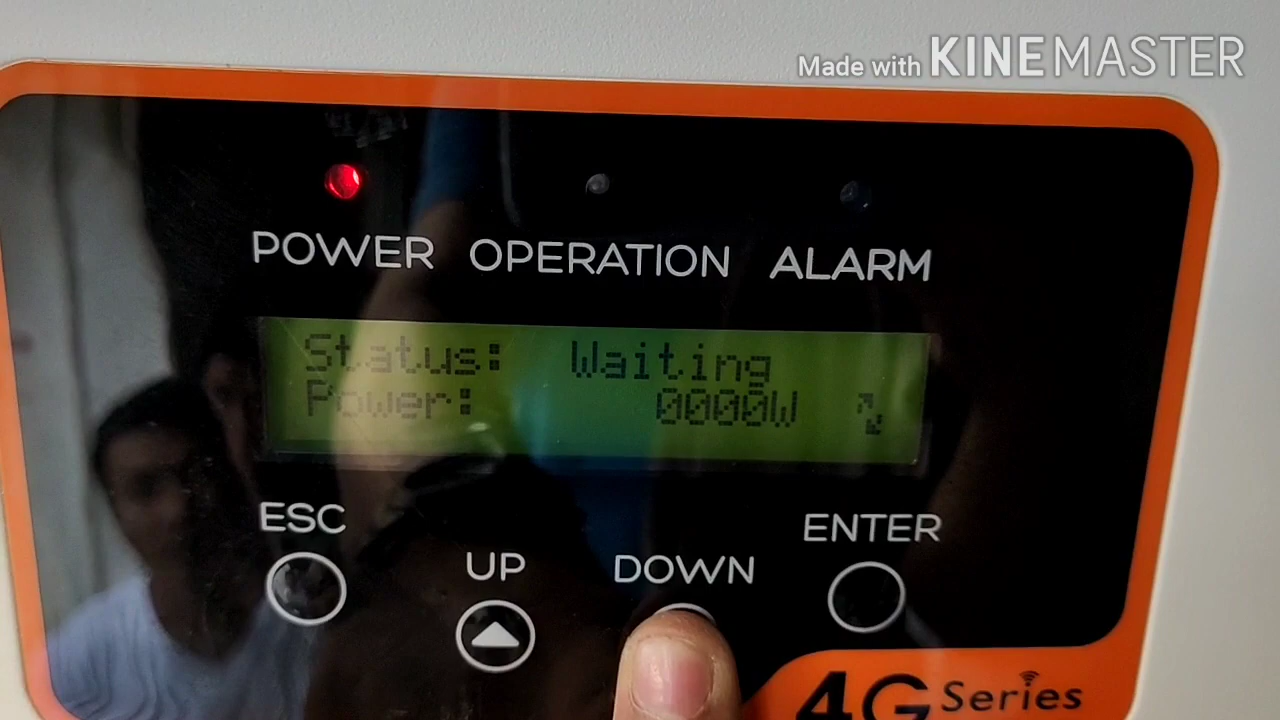 Made with KINEMASTER
POWER OPERATION ALARM
Status: Waiting
Power: 0000W
ESC
UP
DOWN
ENTER
4G Series